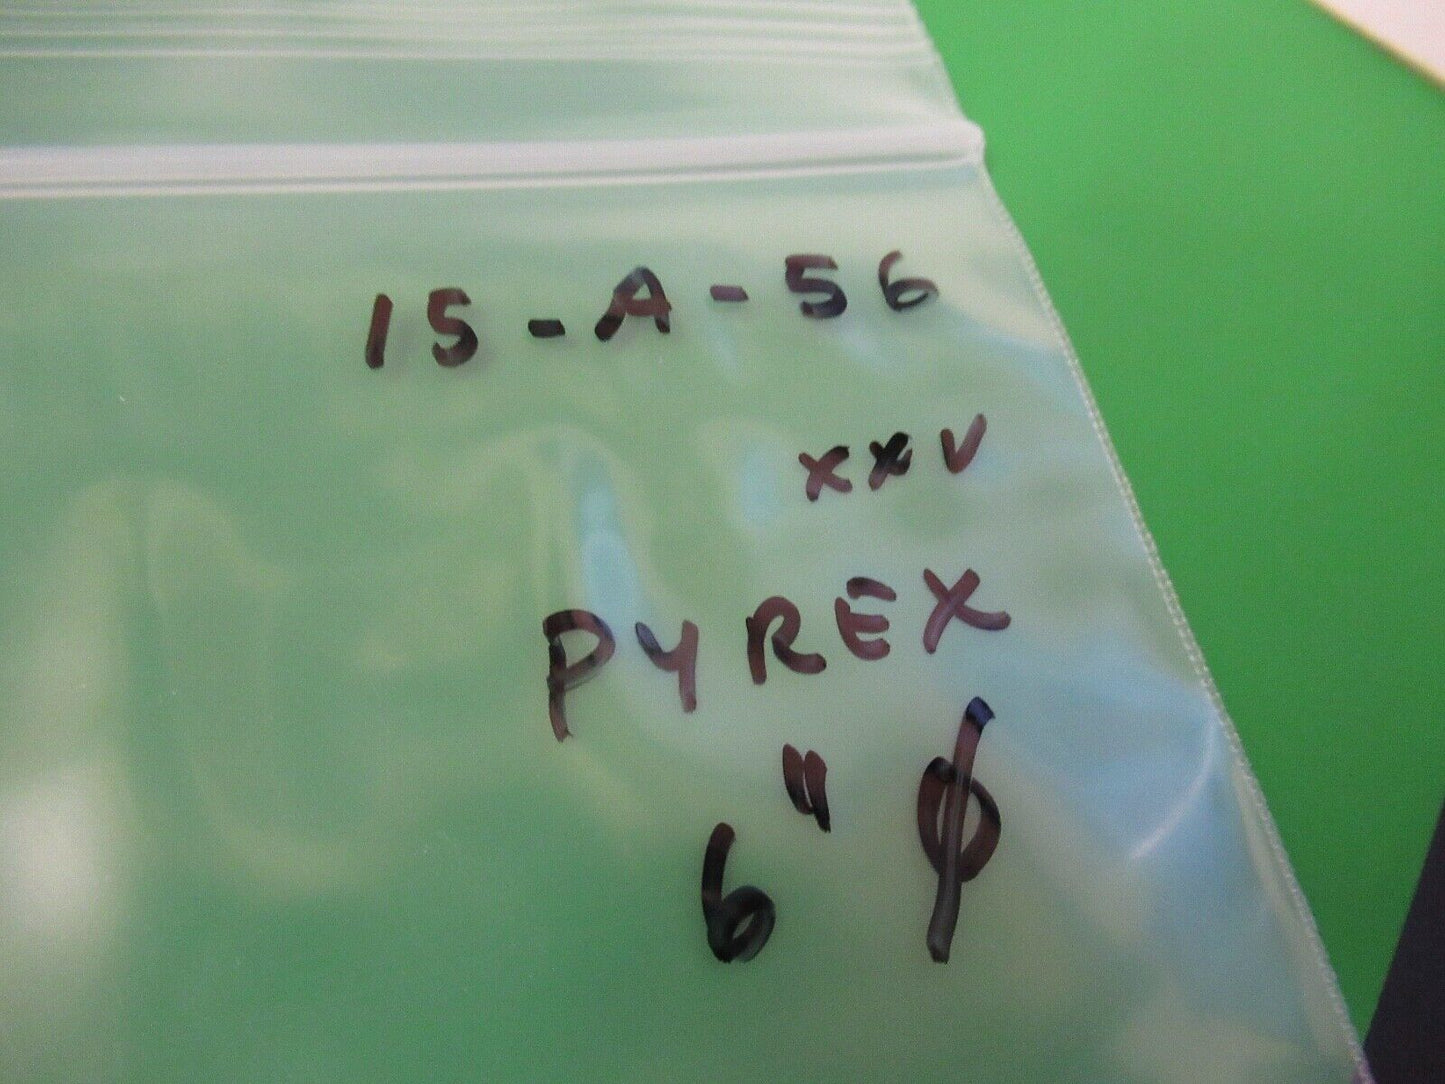 15-A-56
XXV
PYREX
6" ϕ